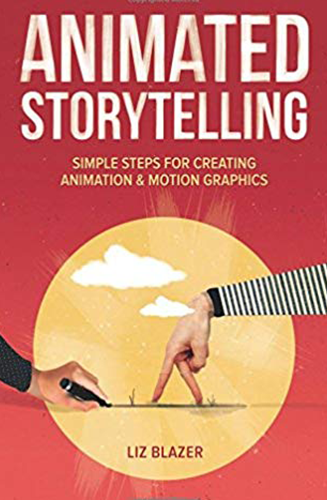 ANIMATED
STORYTELLING
SIMPLE STEPS FOR CREATING
ANIMATION & MOTION GRAPHICS
LIZ BLAZER